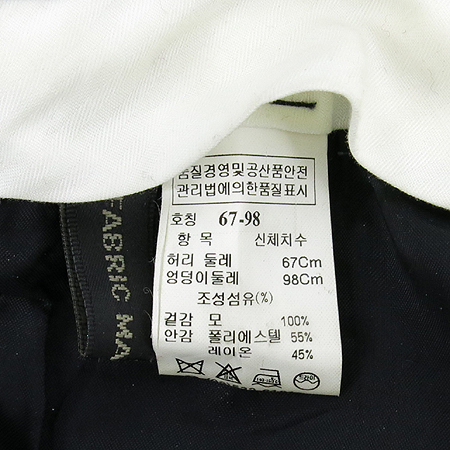 품질경영및공산품안전
관리법에의한품질표시
호칭 67-98
항 목 신체치수
허리 둘레 67Cm
엉덩이둘레 98Cm
조성섬유(%)
겉감 모 100%
안감 폴리에스텔 55%
레이온 45%
FABRIC MA